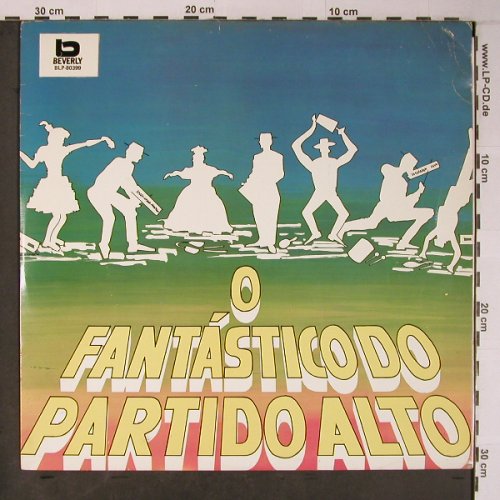 30 cm
20 cm
10 cm
b
BEVERLY
BLP-80399
www.LP-CD.de
10 cm
20 cm
30 cm
O
FANTÁSTICO DO
PARTIDO ALTO